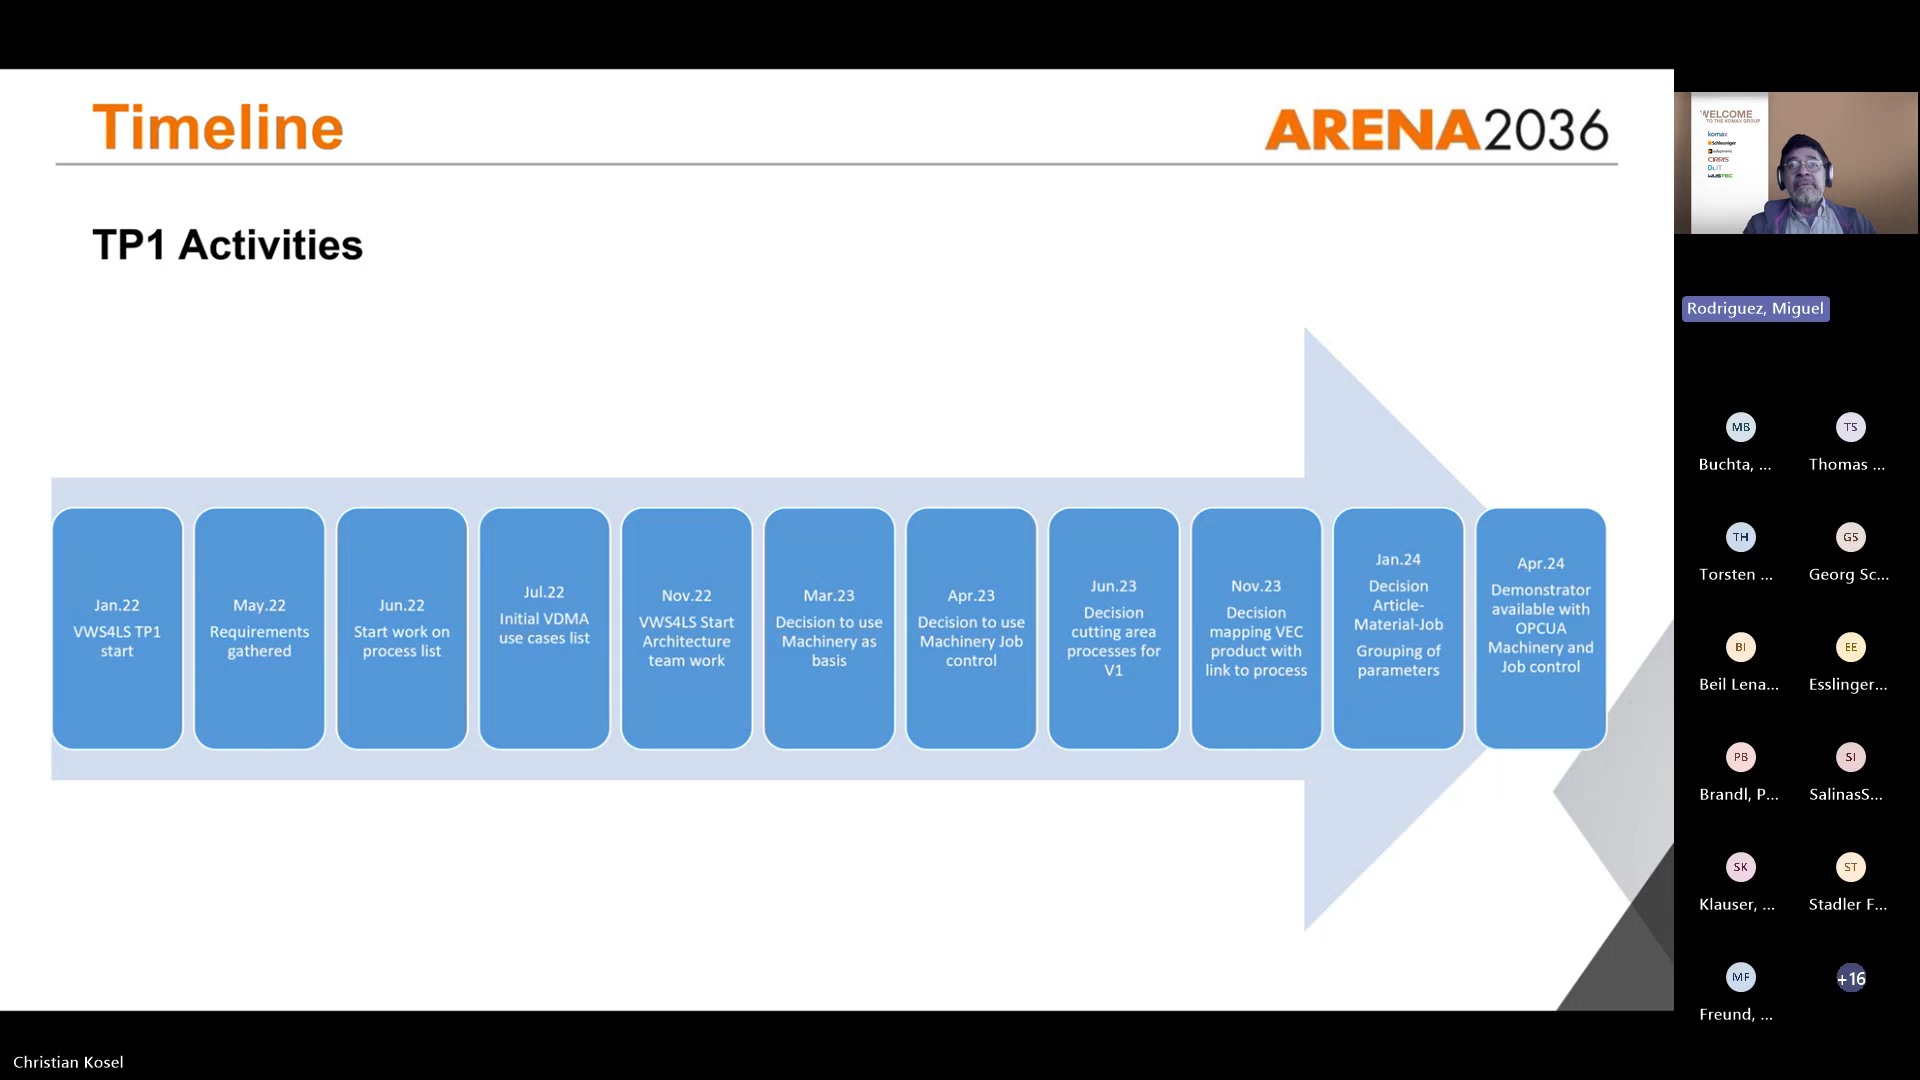 Timeline
ARENA2036
TP1 Activities
Jan.22
VWS4LS TP1
start
May.22
Requirements
gathered
Jun.22
Start work on
process list
Jul.22
Initial VDMA
use cases list
Nov.22
VWS4LS Start
Architecture
team work
Mar.23
Decision to use
Machinery as
basis
Apr.23
Decision to use
Machinery Job
control
Jun.23
Decision
cutting area
processes for
V1
Nov.23
Decision
mapping VEC
product with
link to process
Jan.24
Decision
Article-
Material-Job
Grouping of
parameters
Apr.24
Demonstrator
available with
OPCUA
Machinery and
Job control
WELCOME
TO THE KOMAX GROUP
komax
Schleuniger
adaptronic
CIRRIS
DiIT
WUSTEC
Rodriguez, Miguel
MB
Buchta, ...
TS
Thomas ...
TH
Torsten ...
GS
Georg Sc...
BI
Beil Lena...
EE
Esslinger...
PB
Brandl, P...
SI
SalinasS...
SK
Klauser, ...
ST
Stadler F...
MF
Freund, ...
+16
Christian Kosel